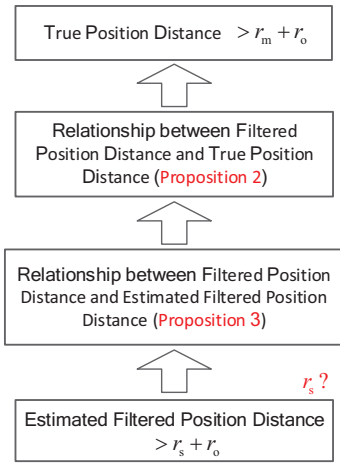 True Position Distance > r_m + r_o
Relationship between Filtered
Position Distance and True Position
Distance (Proposition 2)
Relationship between Filtered Position
Distance and Estimated Filtered Position
Distance (Proposition 3)
r_s ?
Estimated Filtered Position Distance
> r_s + r_o